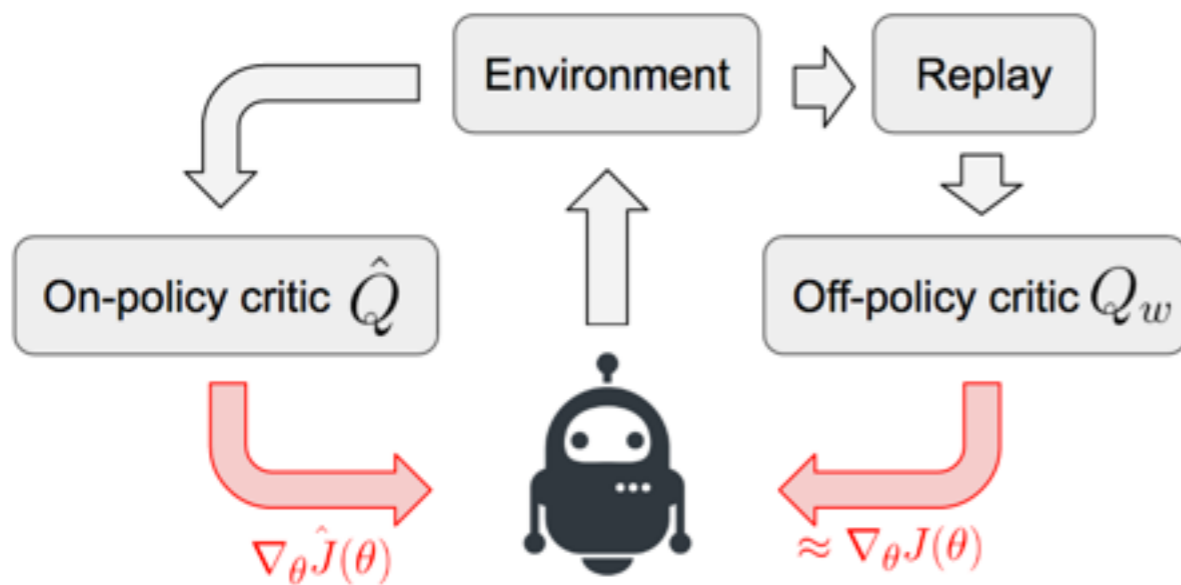 Environment
Replay
On-policy critic Q̂
Off-policy critic Q_w
∇_θ Ĵ(θ)
≈ ∇_θ J(θ)